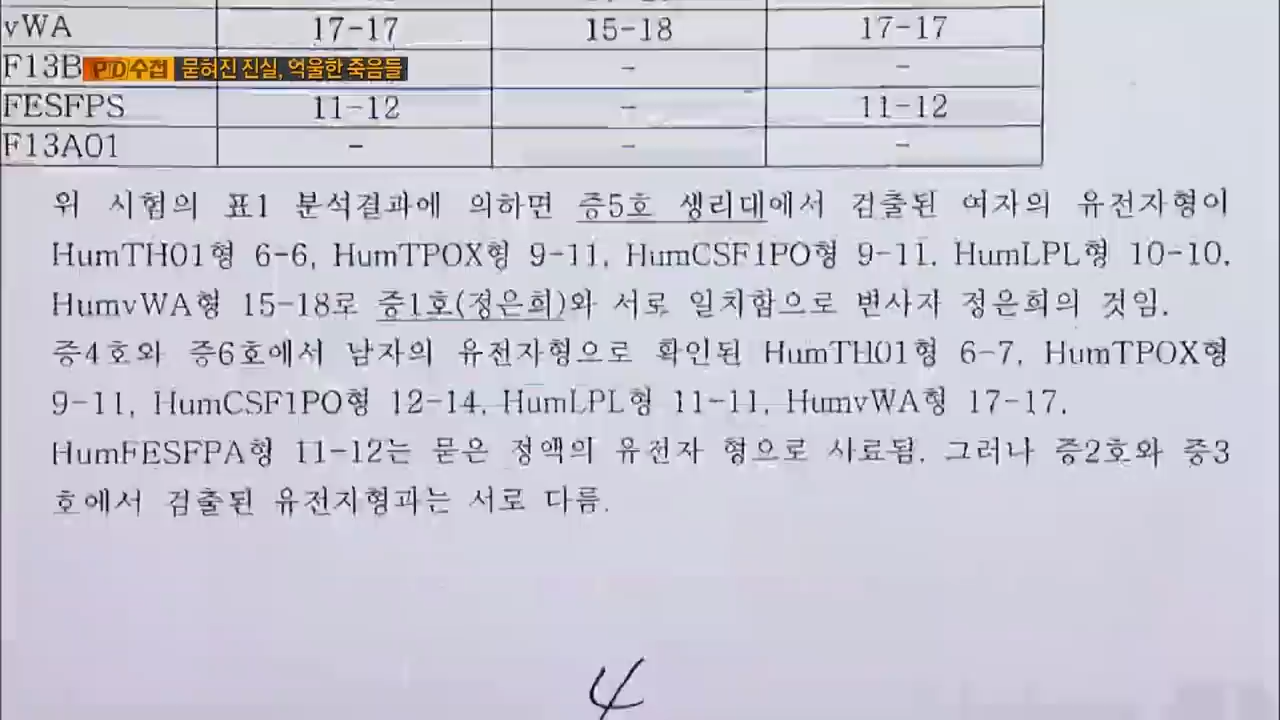 vWA 17-17 15-18 17-17
F13B - -
PD수첩 묻혀진 진실, 억울한 죽음들
FESFPS 11-12 - 11-12
F13A01 - - -
위 시험의 표1 분석결과에 의하면 증5호 생리대에서 검출된 여자의 유전자형이
HumTH01형 6-6, HumTPOX형 9-11, HumCSF1PO형 9-11, HumLPL형 10-10,
HumvWA형 15-18로 증1호(정은희)와 서로 일치함으로 변사자 정은희의 것임.
증4호와 증6호에서 남자의 유전자형으로 확인된 HumTH01형 6-7, HumTPOX형
9-11, HumCSF1PO형 12-14, HumLPL형 11-11, HumvWA형 17-17,
HumFESFPA형 11-12는 묻은 정액의 유전자 형으로 사료됨. 그러나 증2호와 증3
호에서 검출된 유전자형과는 서로 다름.
4